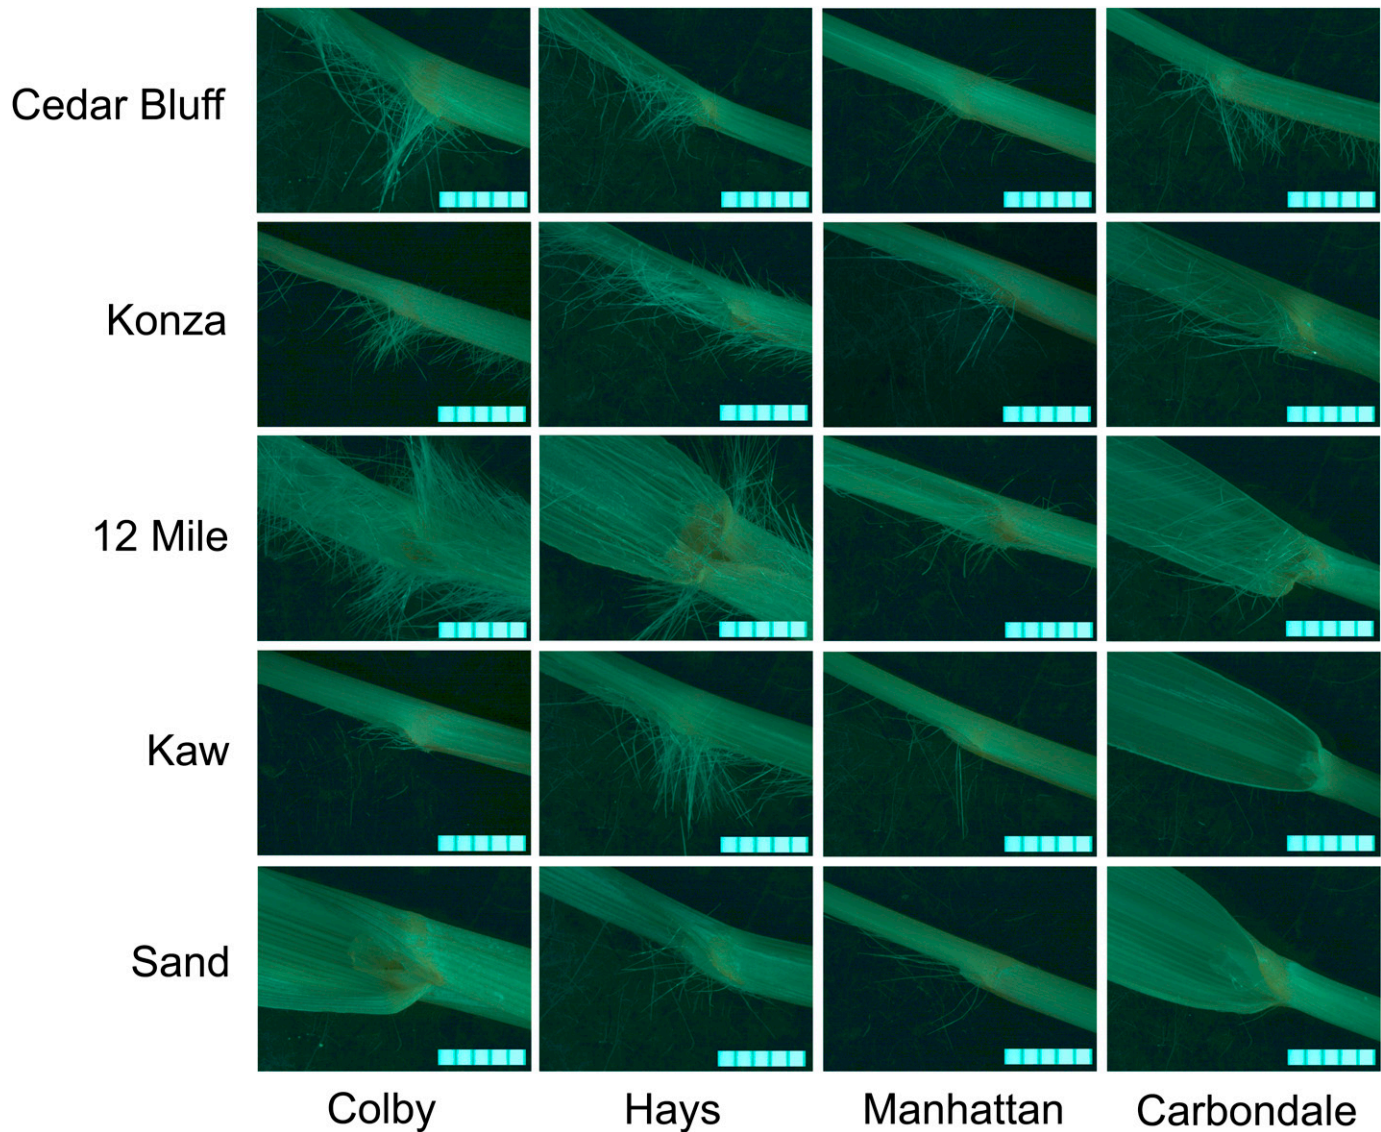 Cedar Bluff
Konza
12 Mile
Kaw
Sand
Colby Hays Manhattan Carbondale